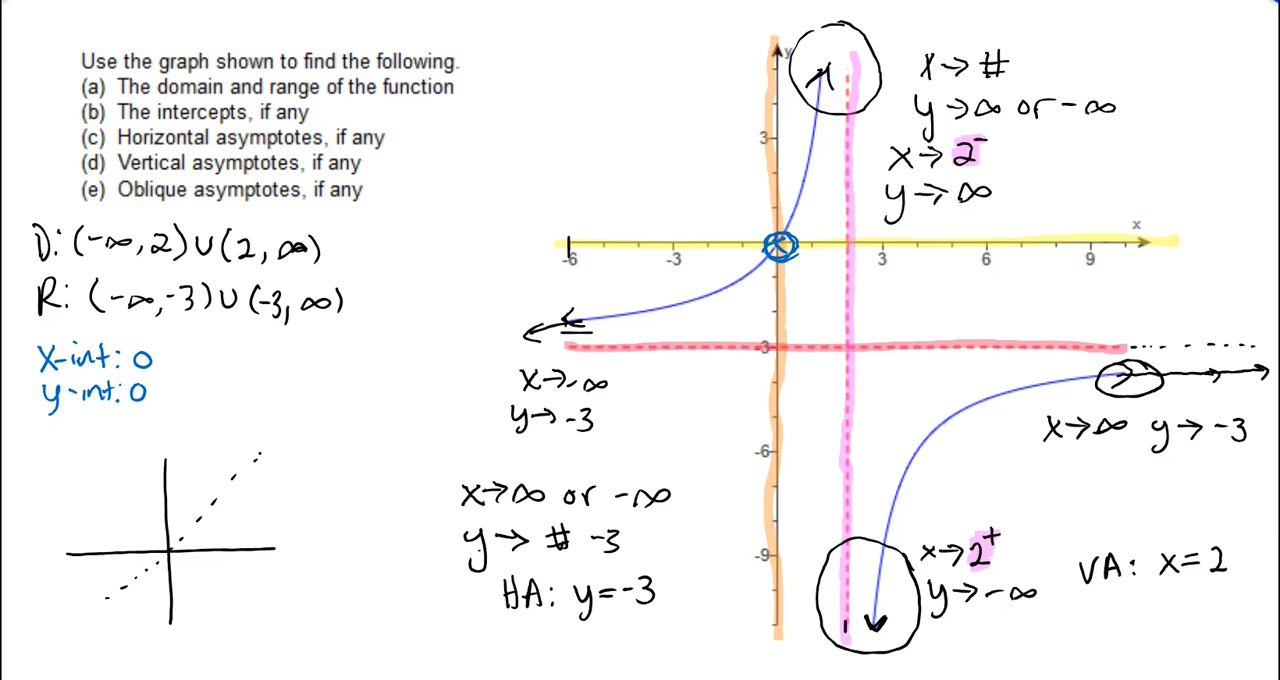 Use the graph shown to find the following.
(a) The domain and range of the function
(b) The intercepts, if any
(c) Horizontal asymptotes, if any
(d) Vertical asymptotes, if any
(e) Oblique asymptotes, if any
D: (-∞, 2) ∪ (2, ∞)
R: (-∞, -3) ∪ (-3, ∞)
x-int: 0
y-int: 0
y
x → #
y → ∞ or -∞
x → 2⁻
y → ∞
3
x
-6 -3 3 6 9
-3
x → -∞
y → -3
x → ∞ y → -3
-6
x → ∞ or -∞
y → # -3
HA: y = -3
-9
x → 2⁺
y → -∞
VA: x = 2